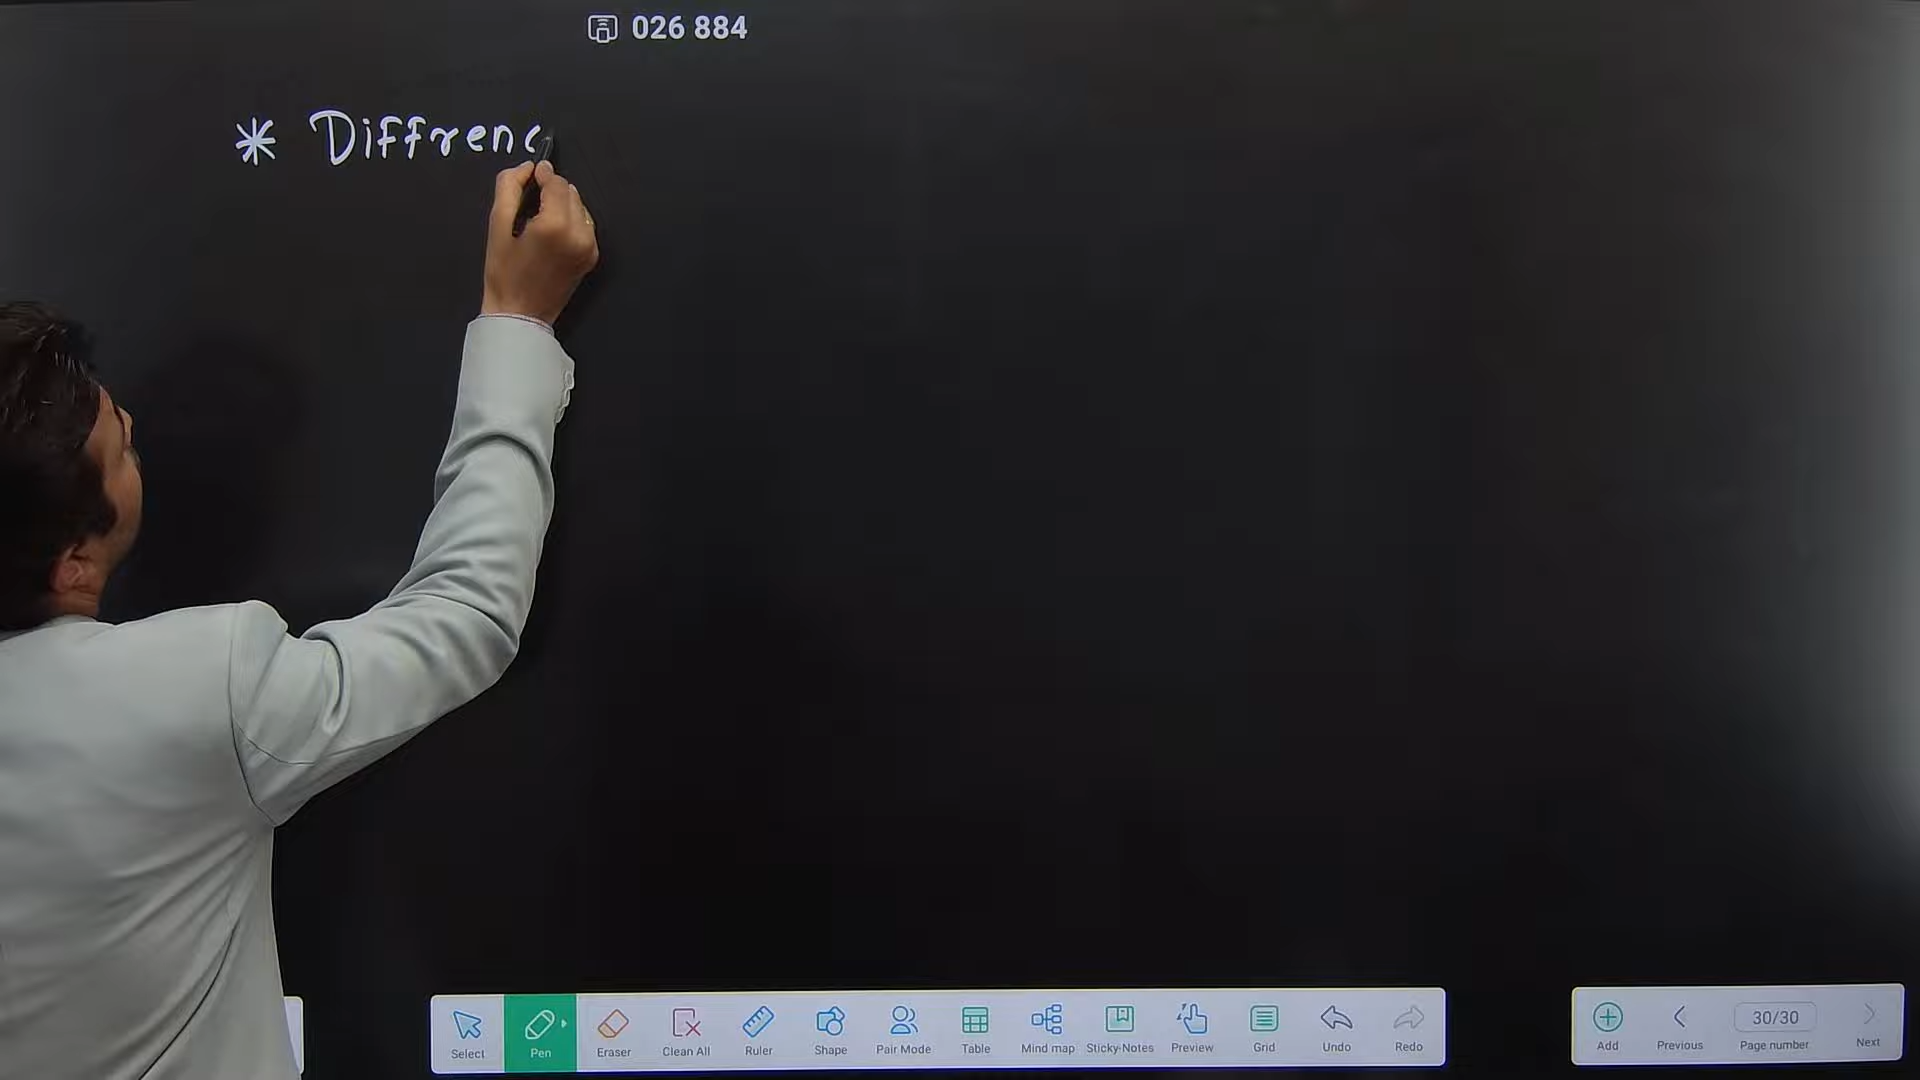 026 884
* Diffrenc
Select Pen Eraser Clean All Ruler Shape Pair Mode Table Mind map Sticky-Notes Preview Grid Undo Redo
Add Previous 30/30 Page number Next